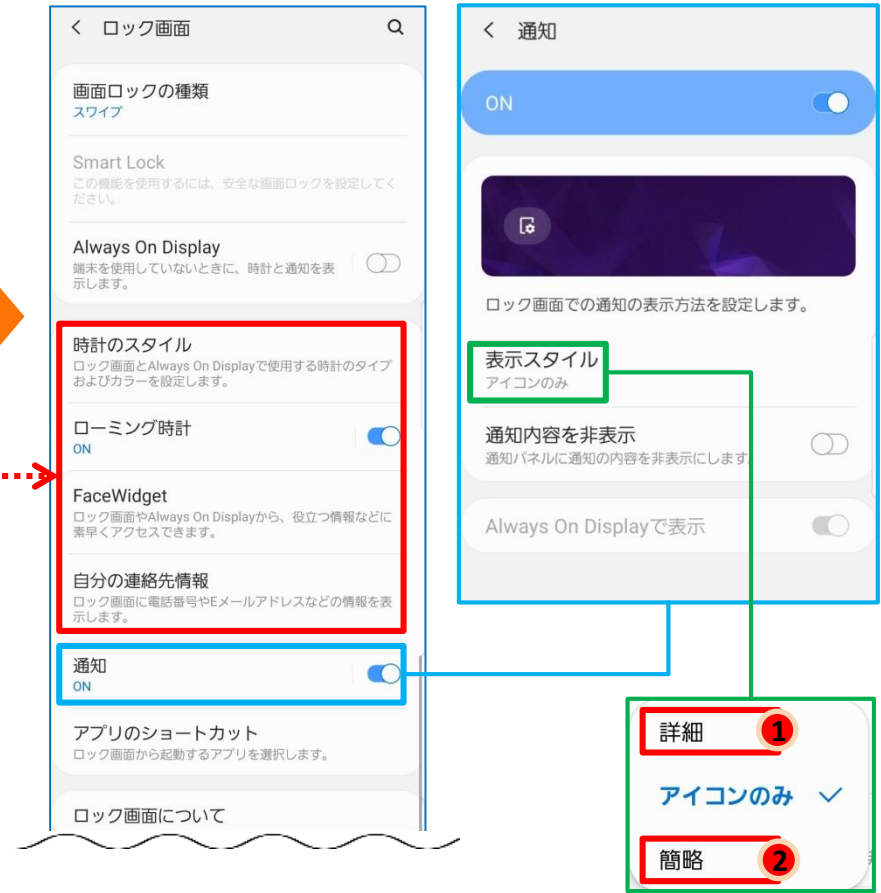 ロック画面
画面ロックの種類
スワイプ
Smart Lock
この機能を使用するには、安全な画面ロックを設定してく
ださい。
Always On Display
端末を使用していないときに、時計と通知を表
示します。
時計のスタイル
ロック画面とAlways On Displayで使用する時計のタイプ
およびカラーを設定します。
ローミング時計
ON
FaceWidget
ロック画面やAlways On Displayから、役立つ情報などに
素早くアクセスできます。
自分の連絡先情報
ロック画面に電話番号やEメールアドレスなどの情報を表
示します。
通知
ON
アプリのショートカット
ロック画面から起動するアプリを選択します。
ロック画面について
通知
ON
ロック画面での通知の表示方法を設定します。
表示スタイル
アイコンのみ
通知内容を非表示
通知パネルに通知の内容を非表示にします。
Always On Displayで表示
詳細 1
アイコンのみ
簡略 2